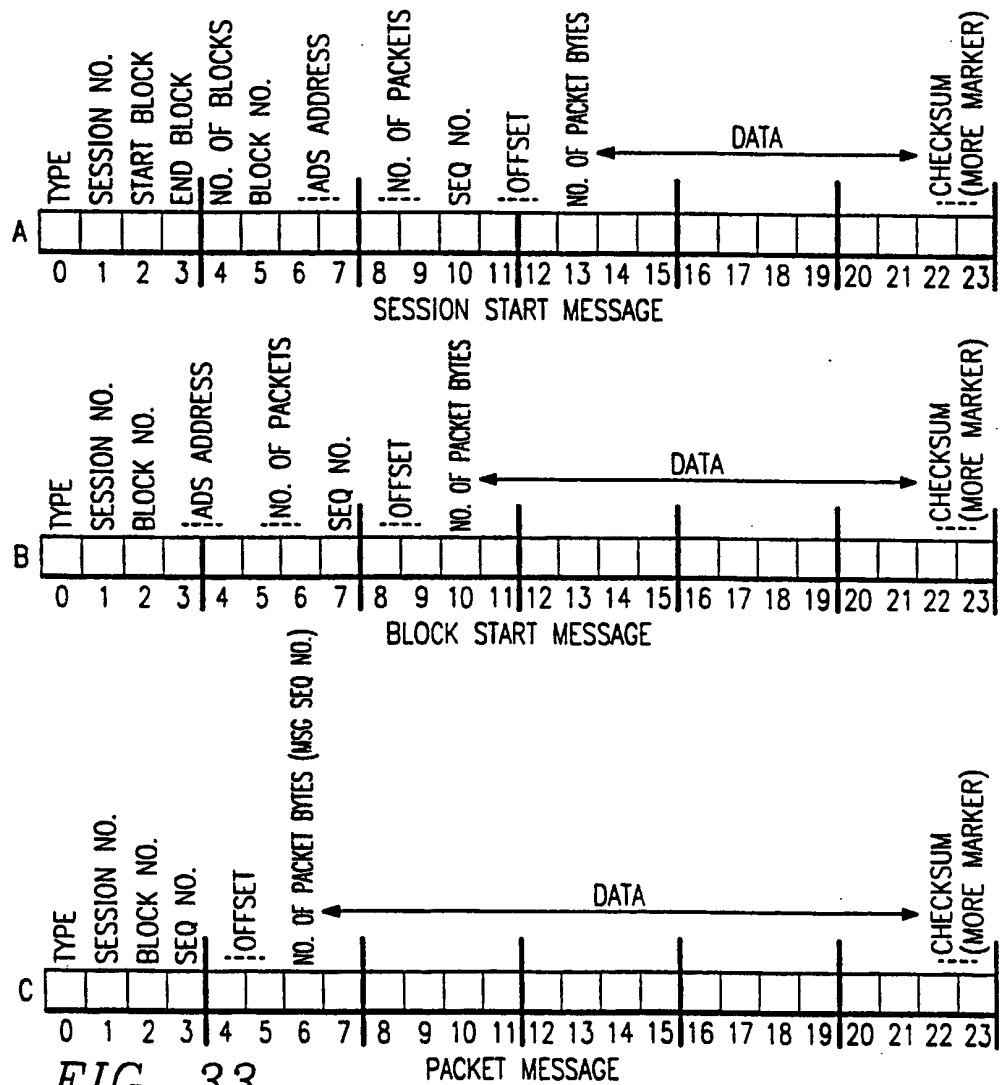 TYPE
SESSION NO.
START BLOCK
END BLOCK
NO. OF BLOCKS
BLOCK NO.
ADS ADDRESS
NO. OF PACKETS
SEQ NO.
OFFSET
NO. OF PACKET BYTES
DATA
CHECKSUM
(MORE MARKER)
A
0 1 2 3 4 5 6 7 8 9 10 11 12 13 14 15 16 17 18 19 20 21 22 23
SESSION START MESSAGE
TYPE
SESSION NO.
BLOCK NO.
ADS ADDRESS
NO. OF PACKETS
SEQ NO.
OFFSET
NO. OF PACKET BYTES
DATA
CHECKSUM
(MORE MARKER)
B
0 1 2 3 4 5 6 7 8 9 10 11 12 13 14 15 16 17 18 19 20 21 22 23
BLOCK START MESSAGE
TYPE
SESSION NO.
BLOCK NO.
SEQ NO.
OFFSET
NO. OF PACKET BYTES (MSG SEQ NO.)
DATA
CHECKSUM
(MORE MARKER)
C
0 1 2 3 4 5 6 7 8 9 10 11 12 13 14 15 16 17 18 19 20 21 22 23
PACKET MESSAGE
FIG. 33